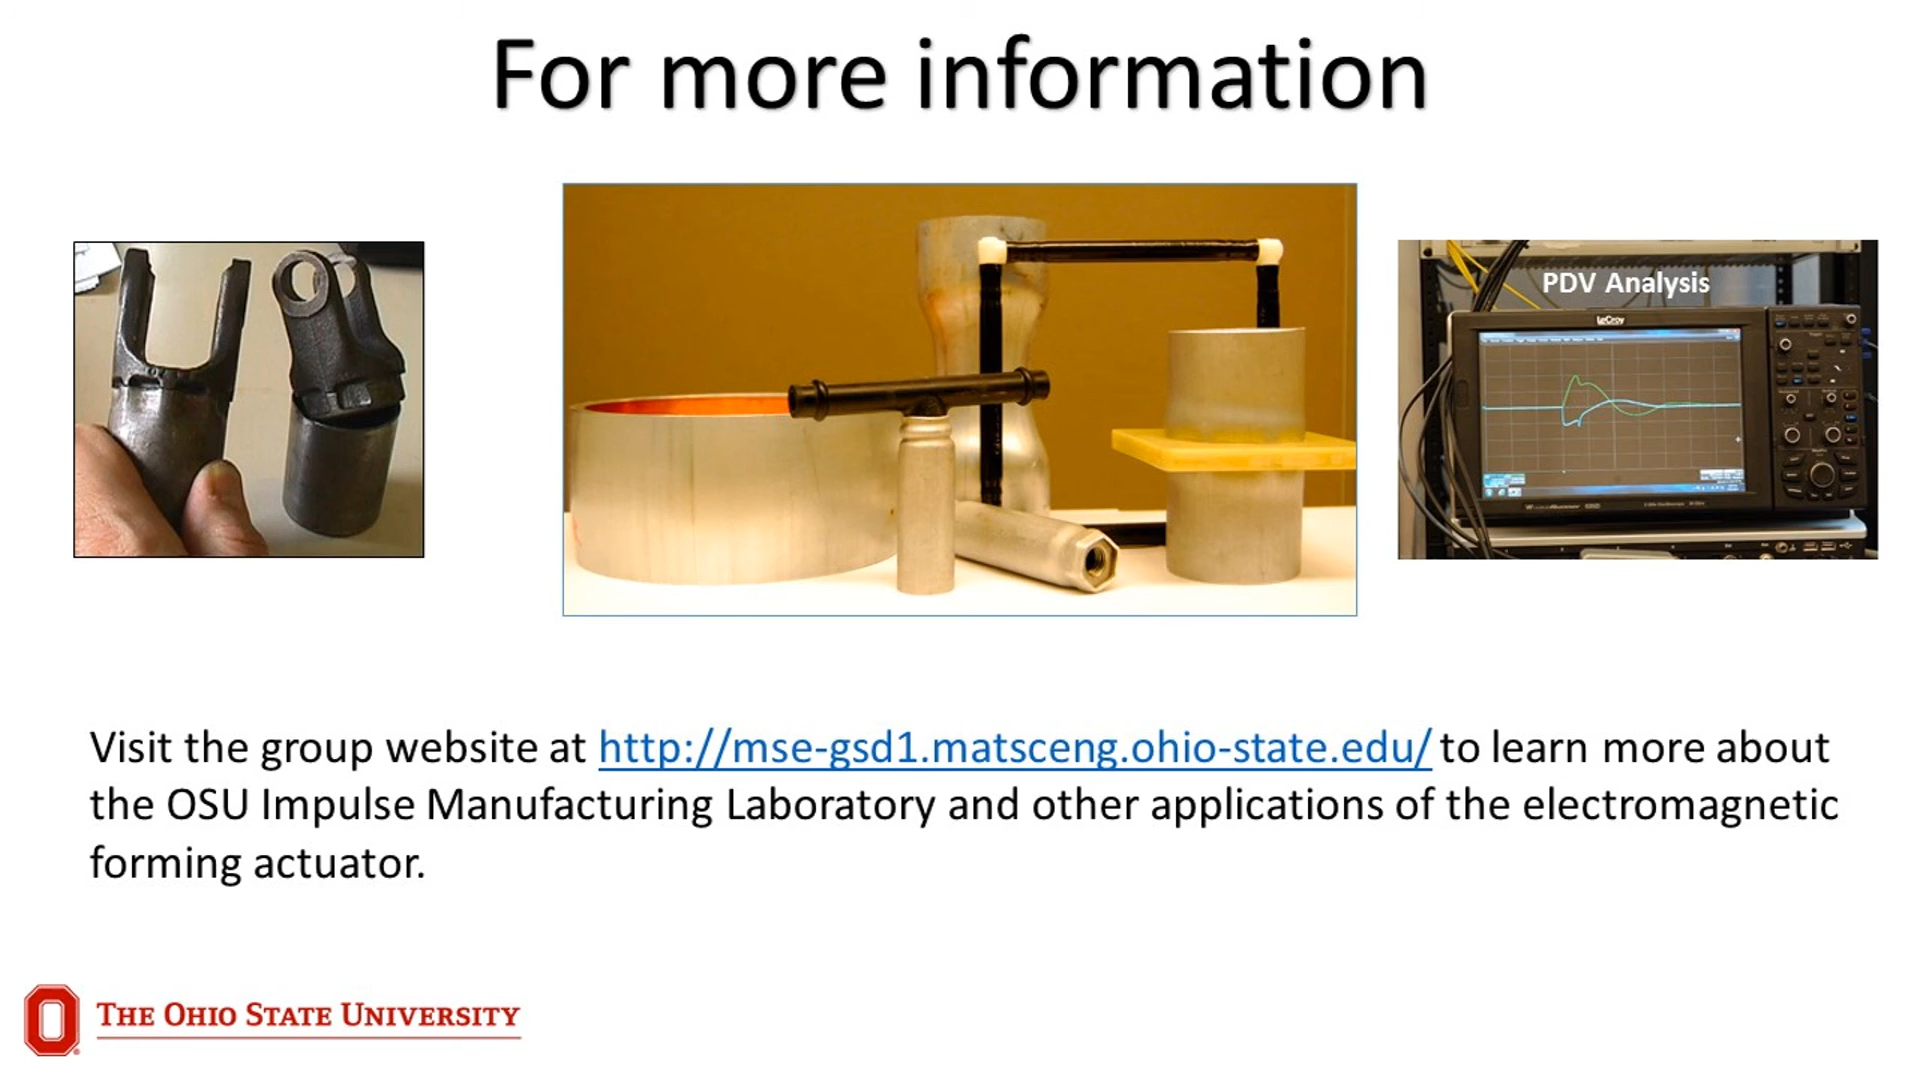 For more information
PDV Analysis
LeCroy
Visit the group website at http://mse-gsd1.matsceng.ohio-state.edu/ to learn more about
the OSU Impulse Manufacturing Laboratory and other applications of the electromagnetic
forming actuator.
THE OHIO STATE UNIVERSITY